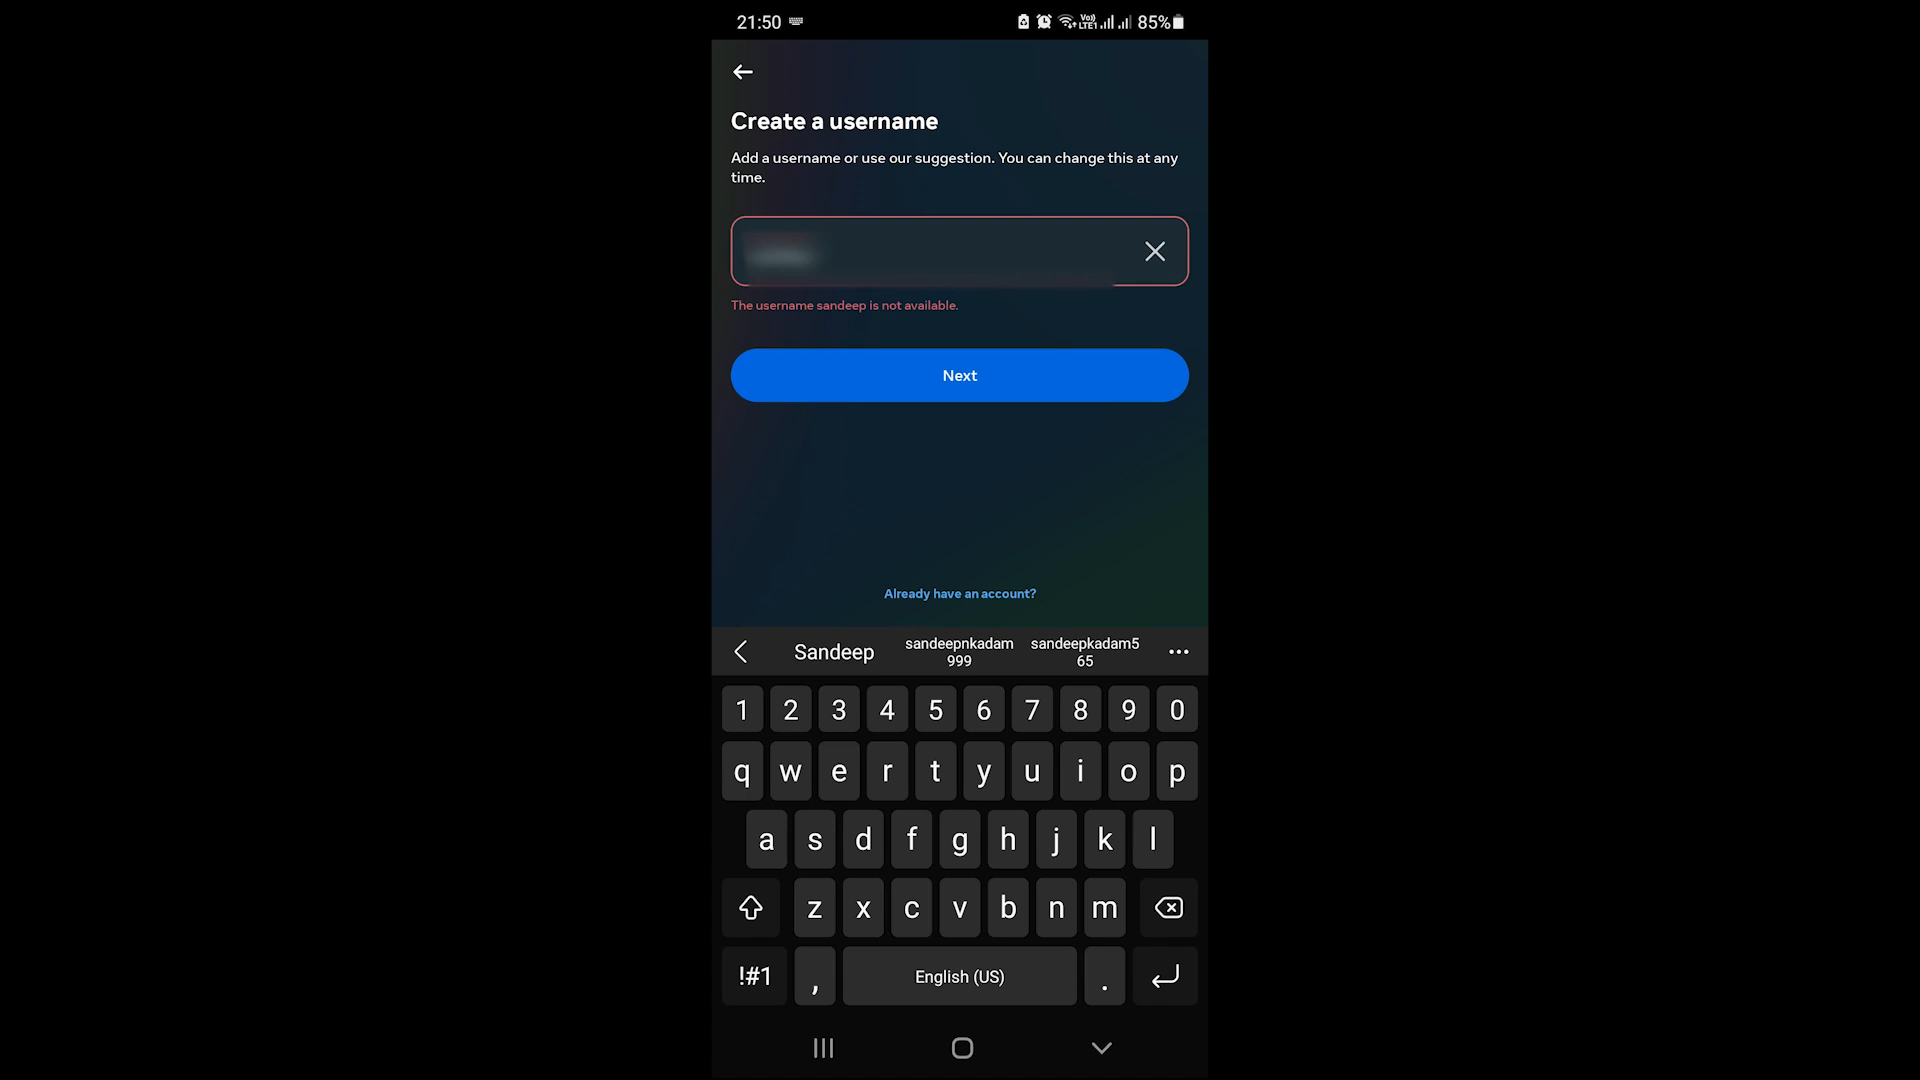 21:50
Vo))
LTE1
85%
Create a username
Add a username or use our suggestion. You can change this at any
time.
The username sandeep is not available.
Next
Already have an account?
Sandeep
sandeepnkadam
999
sandeepkadam5
65
1 2 3 4 5 6 7 8 9 0
q w e r t y u i o p
a s d f g h j k l
z x c v b n m
!#1 , English (US) .